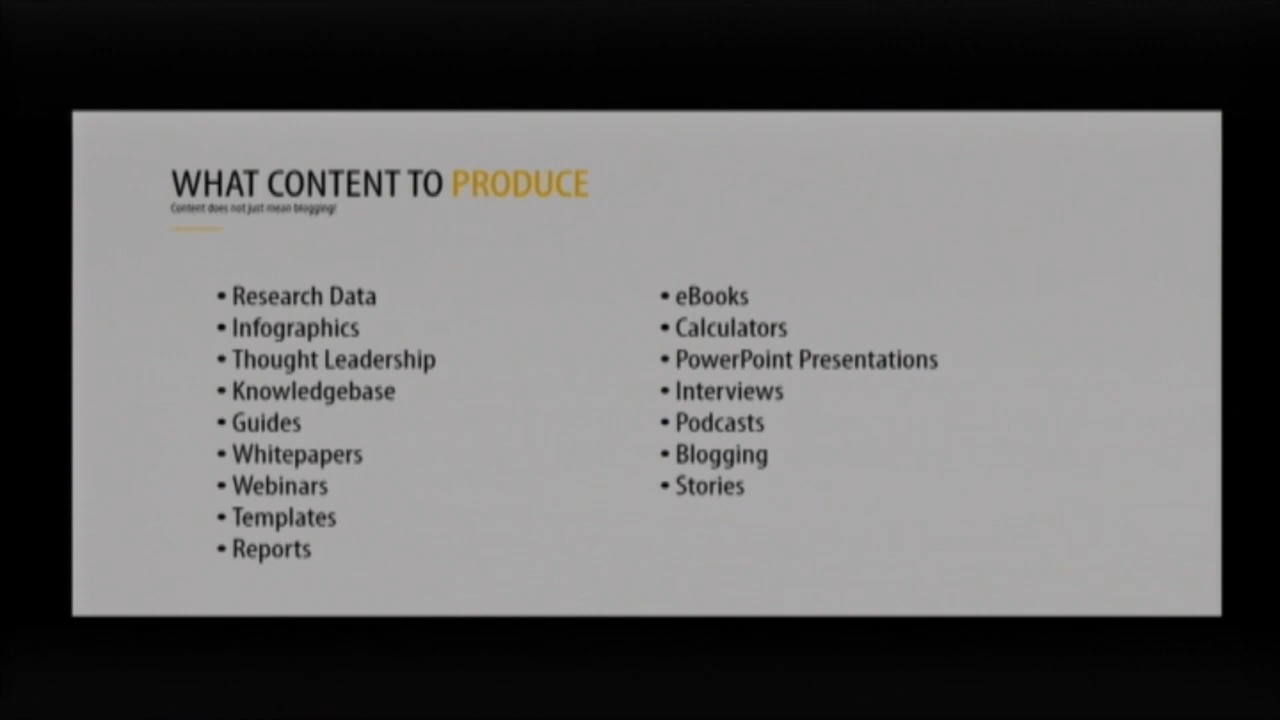 WHAT CONTENT TO PRODUCE
Content does not just mean blogging!
• Research Data
• Infographics
• Thought Leadership
• Knowledgebase
• Guides
• Whitepapers
• Webinars
• Templates
• Reports
• eBooks
• Calculators
• PowerPoint Presentations
• Interviews
• Podcasts
• Blogging
• Stories